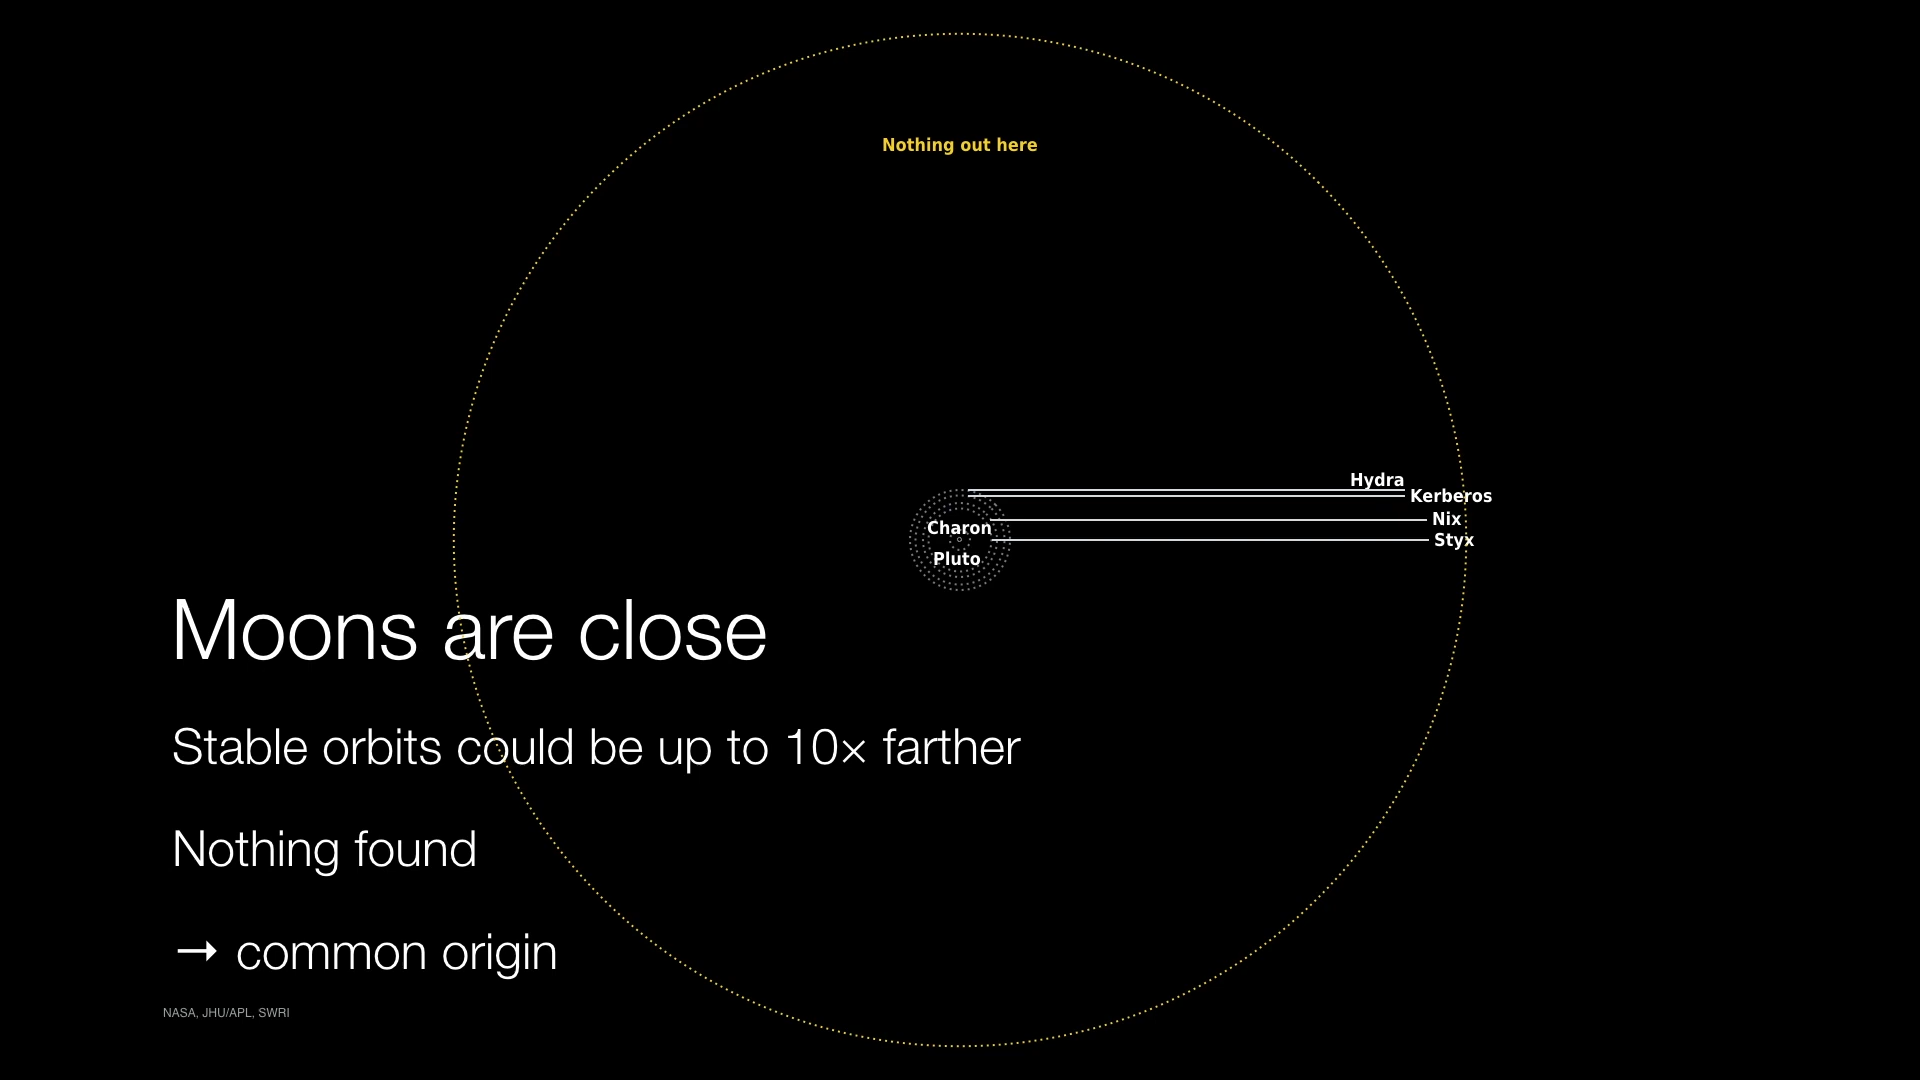 Nothing out here
Hydra
Kerberos
Nix
Charon
Styx
Pluto
Moons are close
Stable orbits could be up to 10× farther
Nothing found
→ common origin
NASA, JHU/APL, SWRI